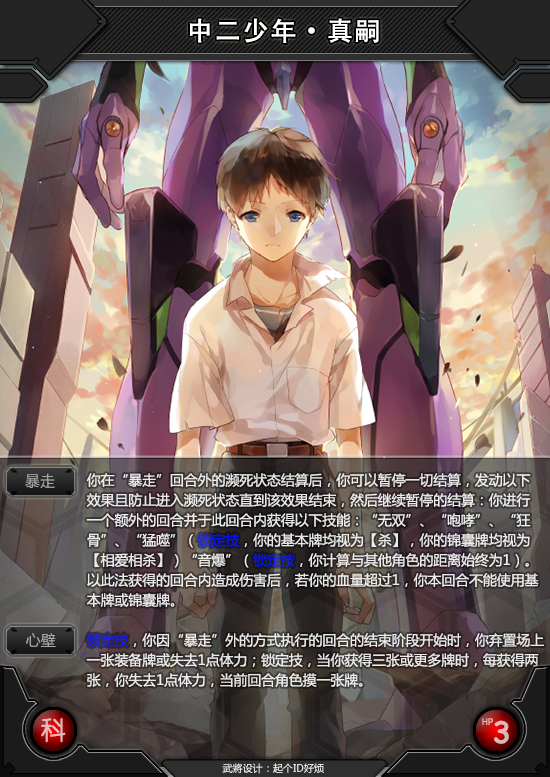 中二少年·真嗣
暴走
你在“暴走”回合外的濒死状态结算后，你可以暂停一切结算，发动以下
效果且防止进入濒死状态直到该效果结束，然后继续暂停的结算：你进行
一个额外的回合并于此回合内获得以下技能：“无双”、“咆哮”、“狂
骨”、“猛噬”（锁定技，你的基本牌均视为【杀】，你的锦囊牌均视为
【相爱相杀】）“音爆”（锁定技，你计算与其他角色的距离始终为1）。
以此法获得的回合内造成伤害后，若你的血量超过1，你本回合不能使用基
本牌或锦囊牌。
心壁
锁定技，你因“暴走”外的方式执行的回合的结束阶段开始时，你弃置场上
一张装备牌或失去1点体力；锁定技，当你获得三张或更多牌时，每获得两
张，你失去1点体力，当前回合角色摸一张牌。
科
HP 3
武将设计：起个ID好烦